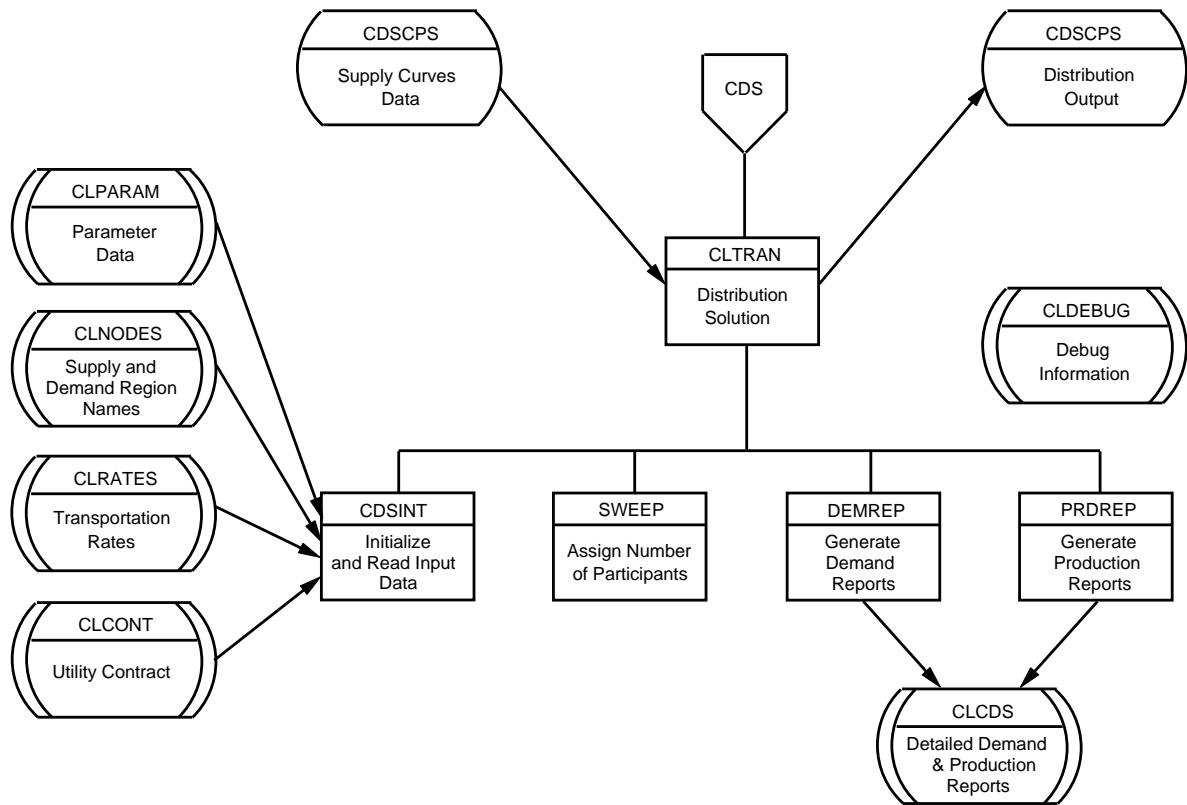 CDSCPS
Supply Curves
Data
CDS
CDSCPS
Distribution
Output
CLPARAM
Parameter
Data
CLTRAN
Distribution
Solution
CLNODES
Supply and
Demand Region
Names
CLDEBUG
Debug
Information
CLRATES
Transportation
Rates
CDSINT
Initialize
and Read Input
Data
SWEEP
Assign Number
of Participants
DEMREP
Generate
Demand
Reports
PRDREP
Generate
Production
Reports
CLCONT
Utility Contract
CLCDS
Detailed Demand
& Production
Reports